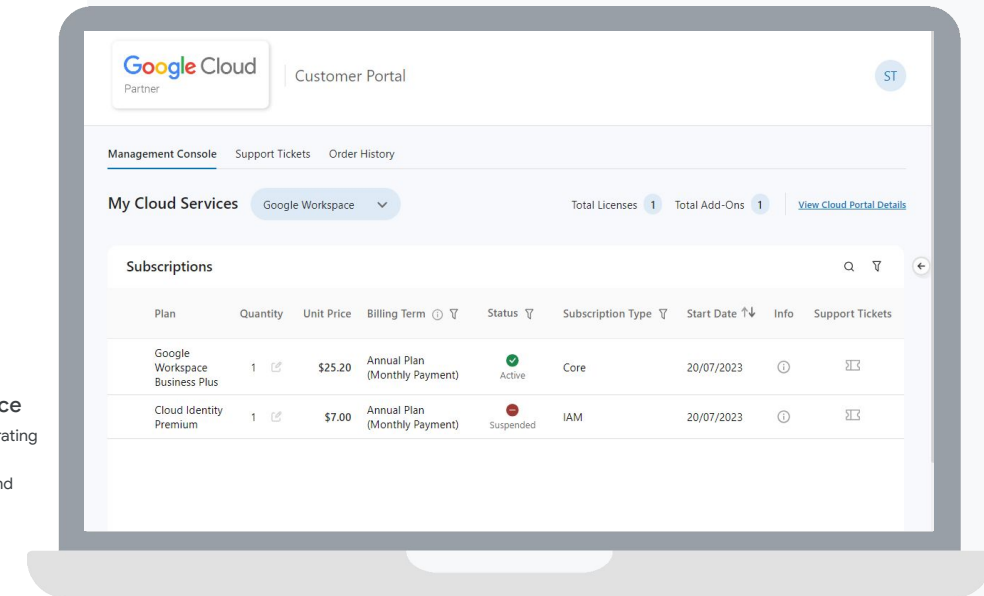 Google Cloud
Partner
Customer Portal
ST
Management Console Support Tickets Order History
My Cloud Services Google Workspace Total Licenses 1 Total Add-Ons 1 View Cloud Portal Details
Subscriptions
Plan Quantity Unit Price Billing Term Status Subscription Type Start Date Info Support Tickets
Google
Workspace
Business Plus
1 $25.20
Annual Plan
(Monthly Payment)
Active
Core 20/07/2023
Cloud Identity
Premium
1 $7.00
Annual Plan
(Monthly Payment)
Suspended
IAM 20/07/2023
ce
rating
nd